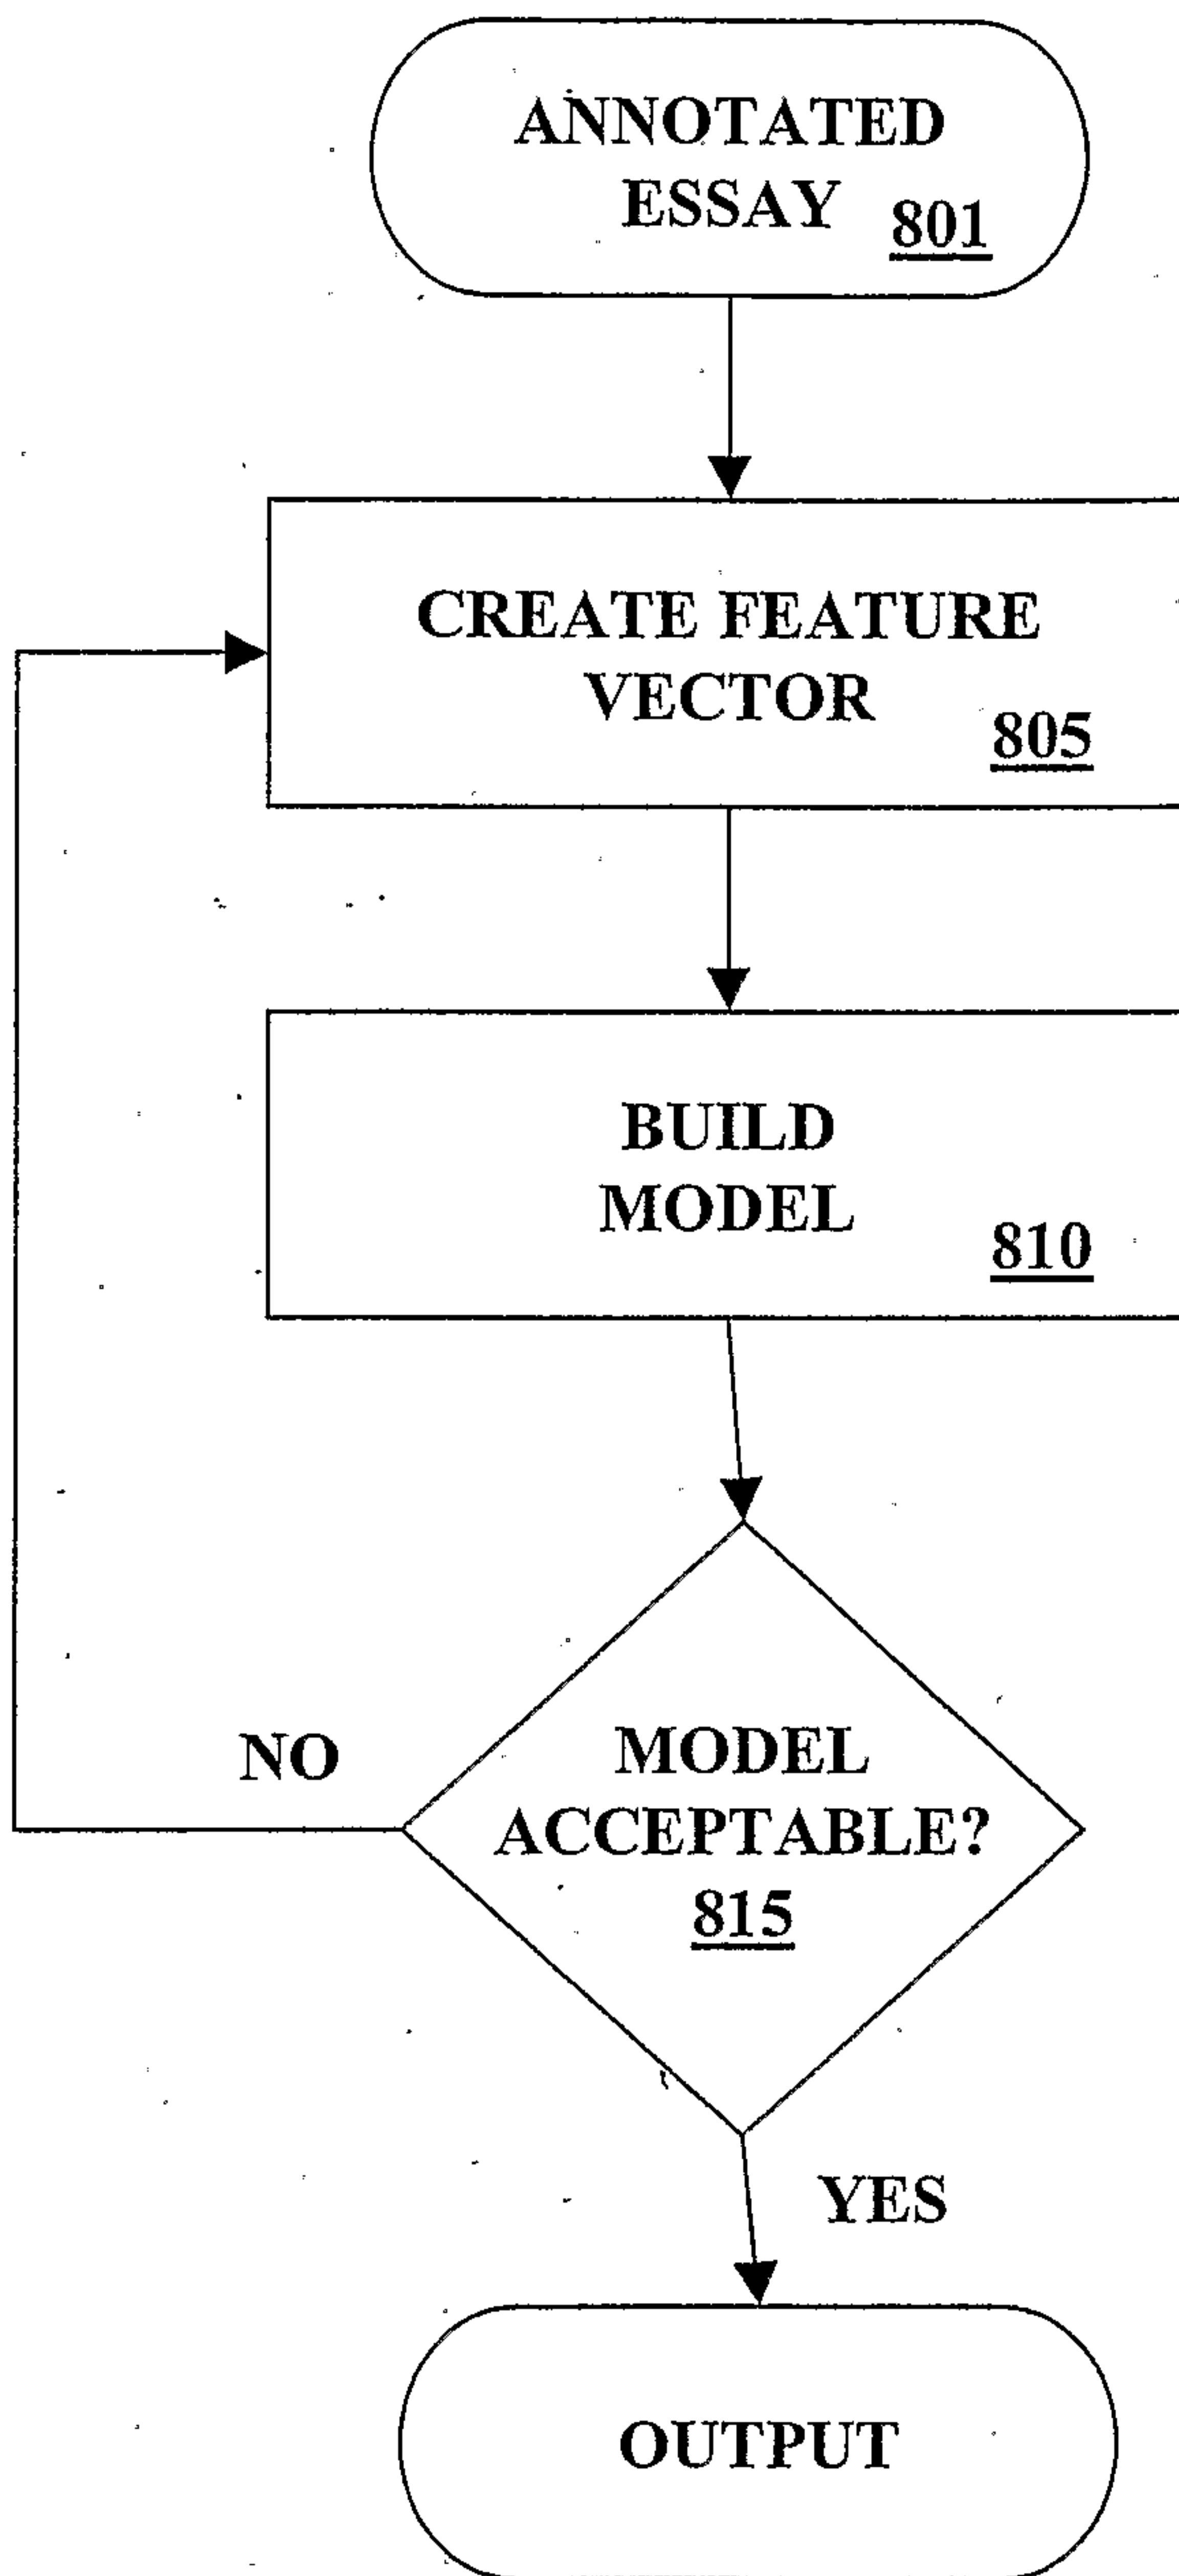 ANNOTATED
ESSAY 801
CREATE FEATURE
VECTOR
805
BUILD
MODEL
810
NO
MODEL
ACCEPTABLE?
815
YES
OUTPUT